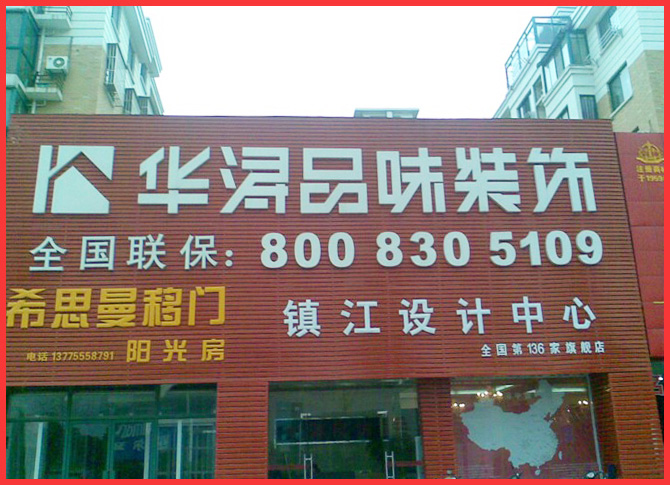 华浔品味装饰
全国联保: 800 830 5109
希思曼移门
电话 13775558791 阳光房
镇江设计中心
全国第136家旗舰店